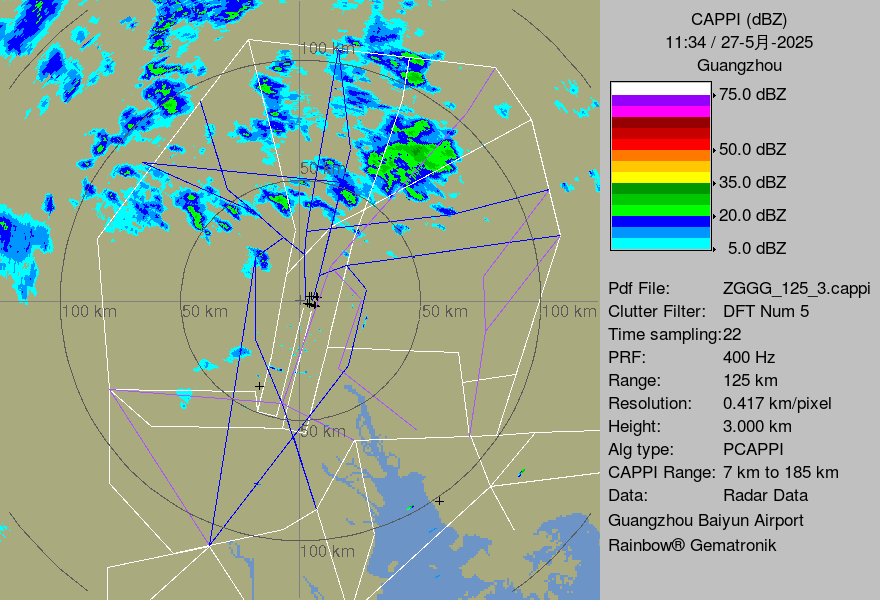 100 km
50 km
100 km
50 km
50 km
100 km
50 km
100 km
CAPPI (dBZ)
11:34 / 27-5月-2025
Guangzhou
75.0 dBZ
50.0 dBZ
35.0 dBZ
20.0 dBZ
5.0 dBZ
Pdf File: ZGGG_125_3.cappi
Clutter Filter: DFT Num 5
Time sampling:22
PRF: 400 Hz
Range: 125 km
Resolution: 0.417 km/pixel
Height: 3.000 km
Alg type: PCAPPI
CAPPI Range: 7 km to 185 km
Data: Radar Data
Guangzhou Baiyun Airport
Rainbow® Gematronik